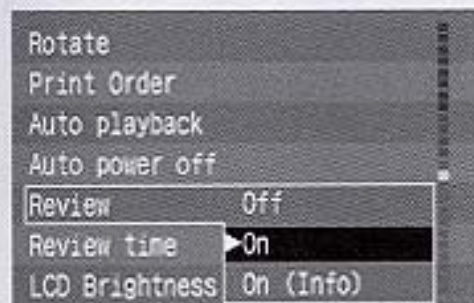 Rotate
Print Order
Auto playback
Auto power off
Review Off
Review time ▶On
LCD Brightness On (Info)